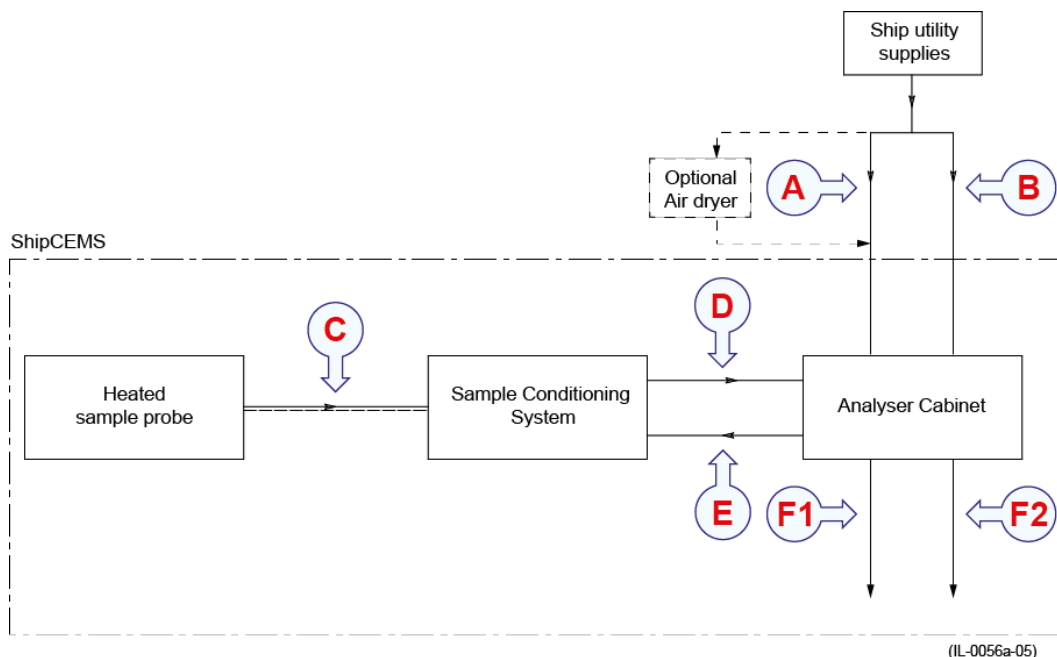 Ship utility
supplies
Optional
Air dryer
A
B
ShipCEMS
C
D
Heated
sample probe
Sample Conditioning
System
Analyser Cabinet
E
F1
F2
(IL-0056a-05)